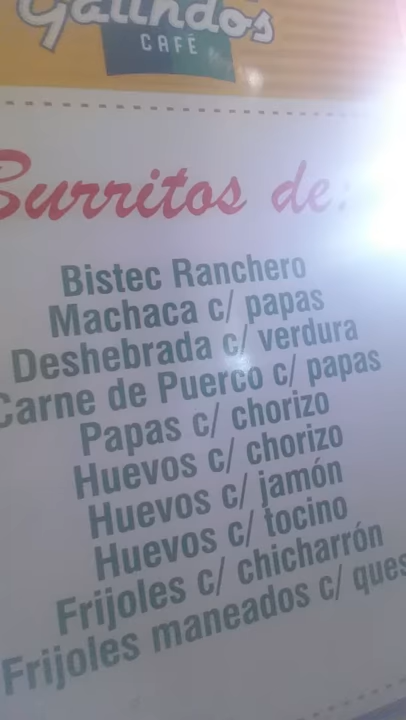 Galindos
CAFÉ
Burritos de:
Bistec Ranchero
Machaca c/ papas
Deshebrada c/ verdura
Carne de Puerco c/ papas
Papas c/ chorizo
Huevos c/ chorizo
Huevos c/ jamón
Huevos c/ tocino
Frijoles c/ chicharrón
Frijoles maneados c/ ques